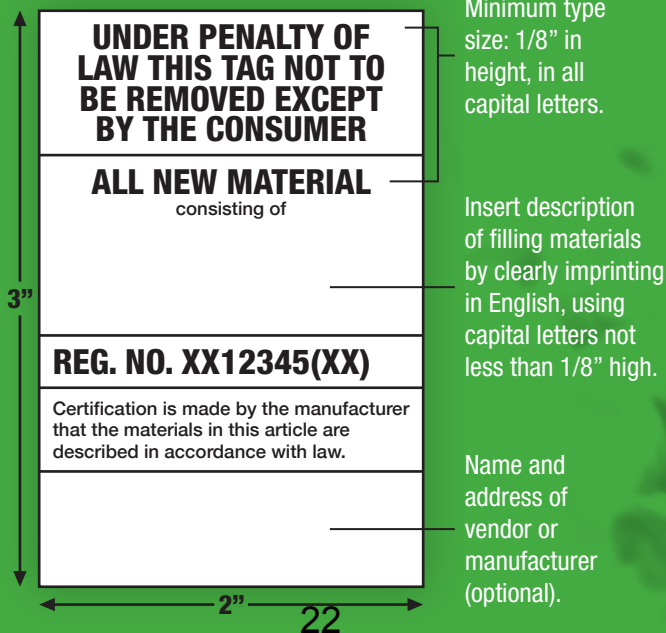 UNDER PENALTY OF
LAW THIS TAG NOT TO
BE REMOVED EXCEPT
BY THE CONSUMER
ALL NEW MATERIAL
consisting of
REG. NO. XX12345(XX)
Certification is made by the manufacturer
that the materials in this article are
described in accordance with law.
3”
2”
Minimum type
size: 1/8” in
height, in all
capital letters.
Insert description
of filling materials
by clearly imprinting
in English, using
capital letters not
less than 1/8” high.
Name and
address of
vendor or
manufacturer
(optional).
22